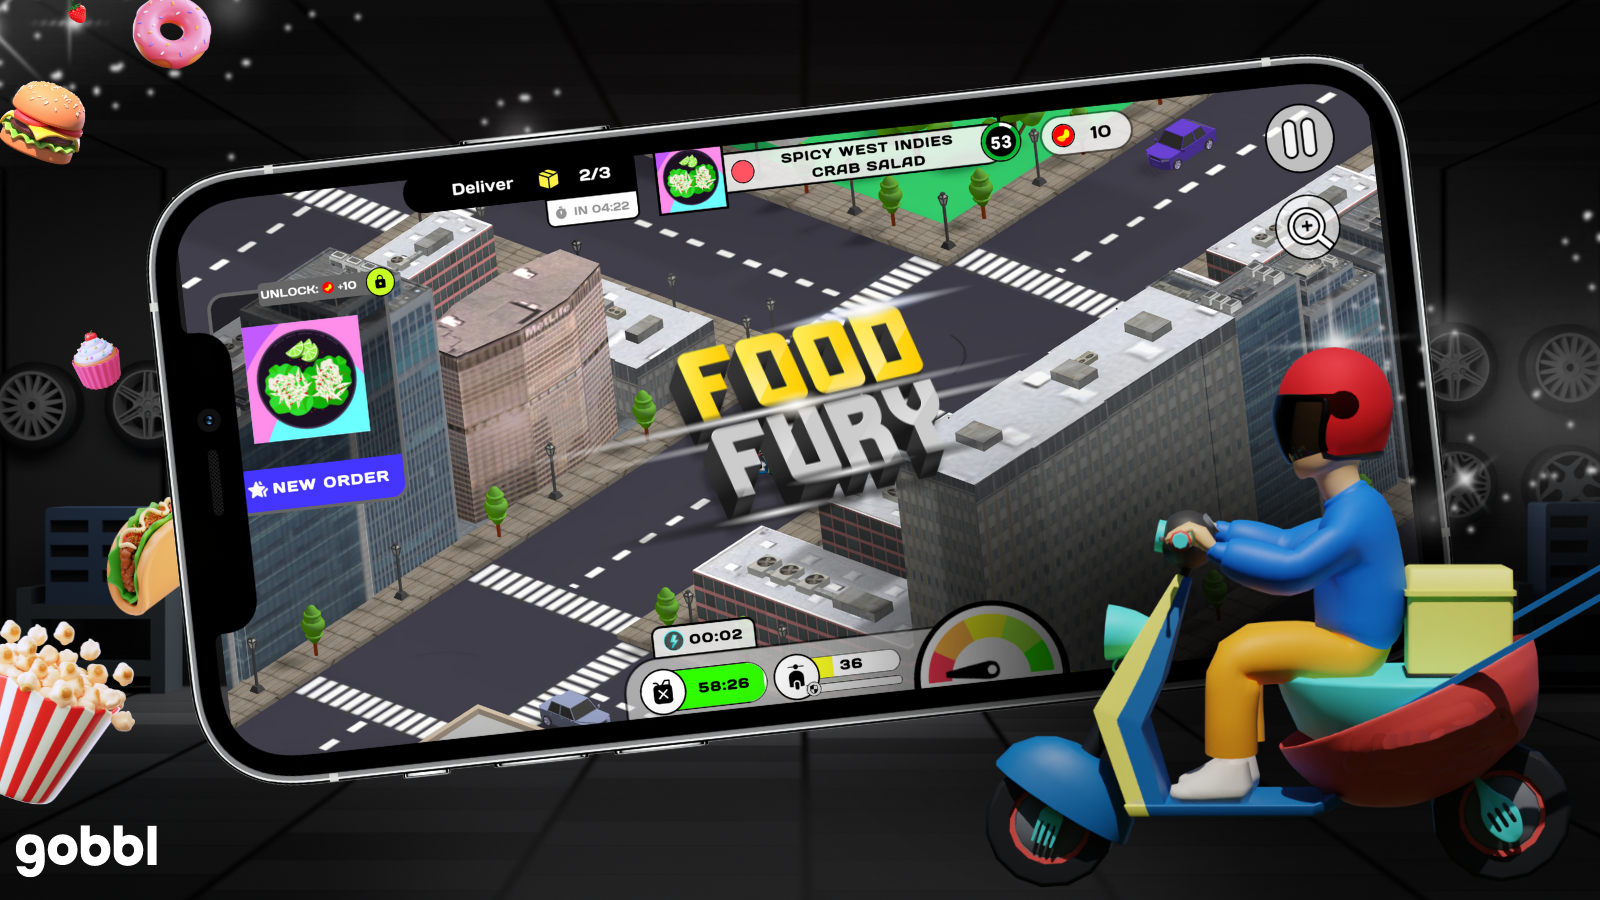 Deliver 2/3
IN 04:22
SPICY WEST INDIES
CRAB SALAD
53
10
UNLOCK: +10
MetLife
NEW ORDER
FOOD
FURY
00:02
58:26
36
gobbl